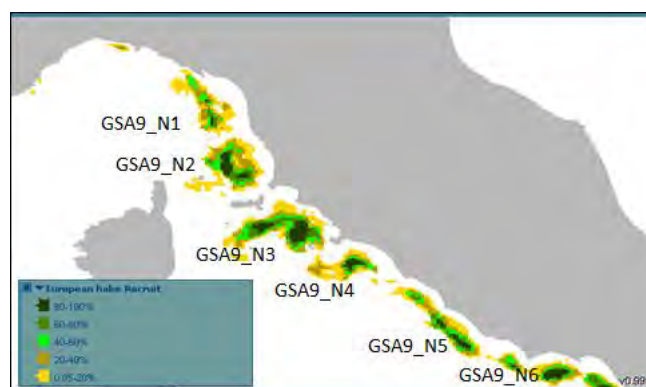 GSA9_N1
GSA9_N2
GSA9_N3
GSA9_N4
GSA9_N5
GSA9_N6
European hake Recruit
80-100%
60-80%
40-60%
20-40%
0.05-20%
v0.99